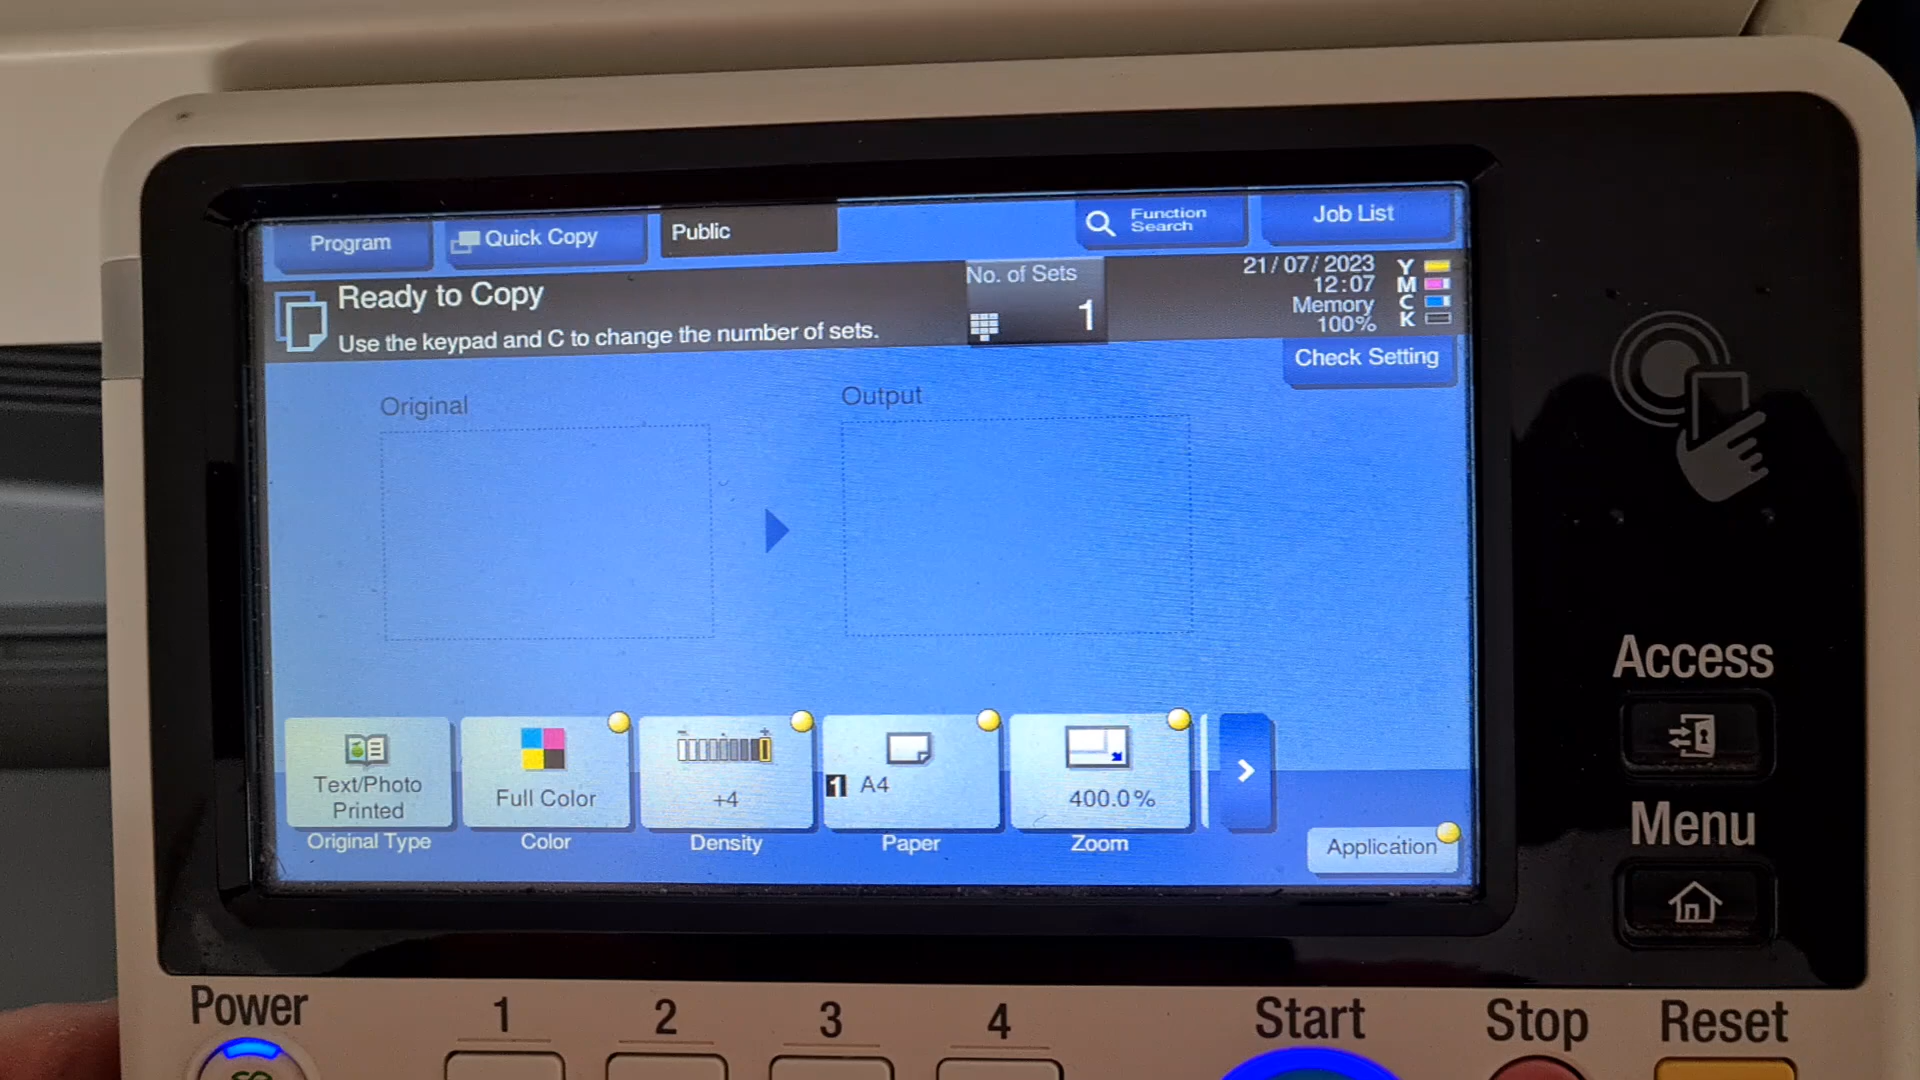 Program
Quick Copy
Public
Function
Search
Job List
Ready to Copy
Use the keypad and C to change the number of sets.
No. of Sets
1
21/07/2023
12:07
Memory
100%
Y
M
C
K
Check Setting
Original
Output
Text/Photo
Printed
Full Color
+4
1 A4
400.0%
Original Type
Color
Density
Paper
Zoom
Application
Access
Menu
Power
1
2
3
4
Start
Stop
Reset